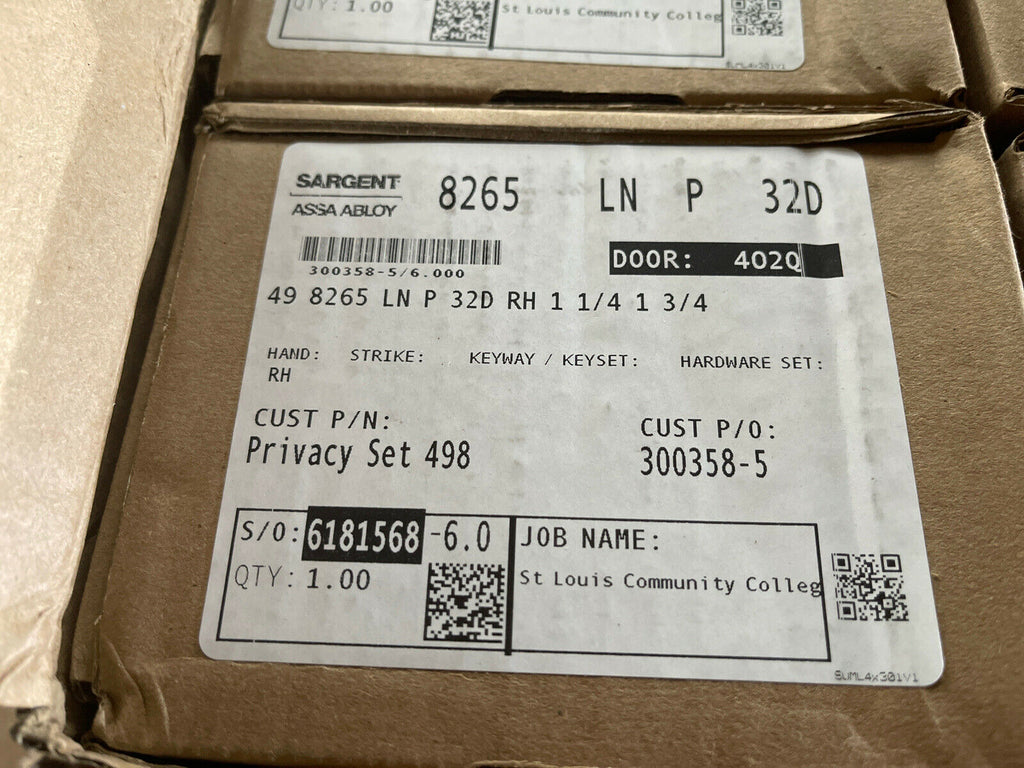 QTY: 1.00
St Louis Community Colleg
SUML4x301V1
SARGENT
ASSA ABLOY
8265 LN P 32D
300358-5/6.000
DOOR: 402Q
49 8265 LN P 32D RH 1 1/4 1 3/4
HAND: STRIKE: KEYWAY / KEYSET: HARDWARE SET:
RH
CUST P/N:
Privacy Set 498
CUST P/O:
300358-5
S/O: 6181568-6.0
QTY: 1.00
JOB NAME:
St Louis Community Colleg
SUML4x301V1